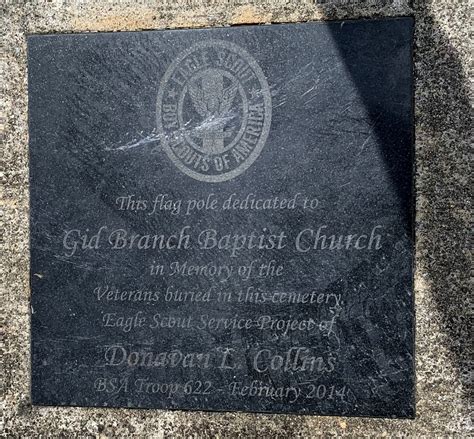 EAGLE SCOUT
BOY SCOUTS OF AMERICA
This flag pole dedicated to
Gid Branch Baptist Church
in Memory of the
Veterans buried in this cemetery
Eagle Scout Service Project of
Donavan L. Collins
BSA Troop 622 - February 2014